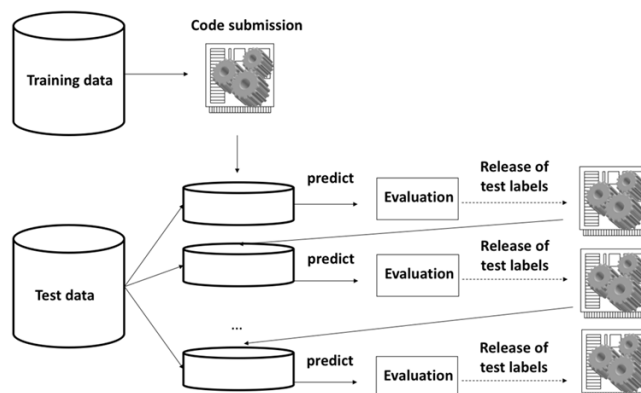 Code submission
Training data
predict
Evaluation
Release of
test labels
predict
Evaluation
Release of
test labels
Test data
...
predict
Evaluation
Release of
test labels